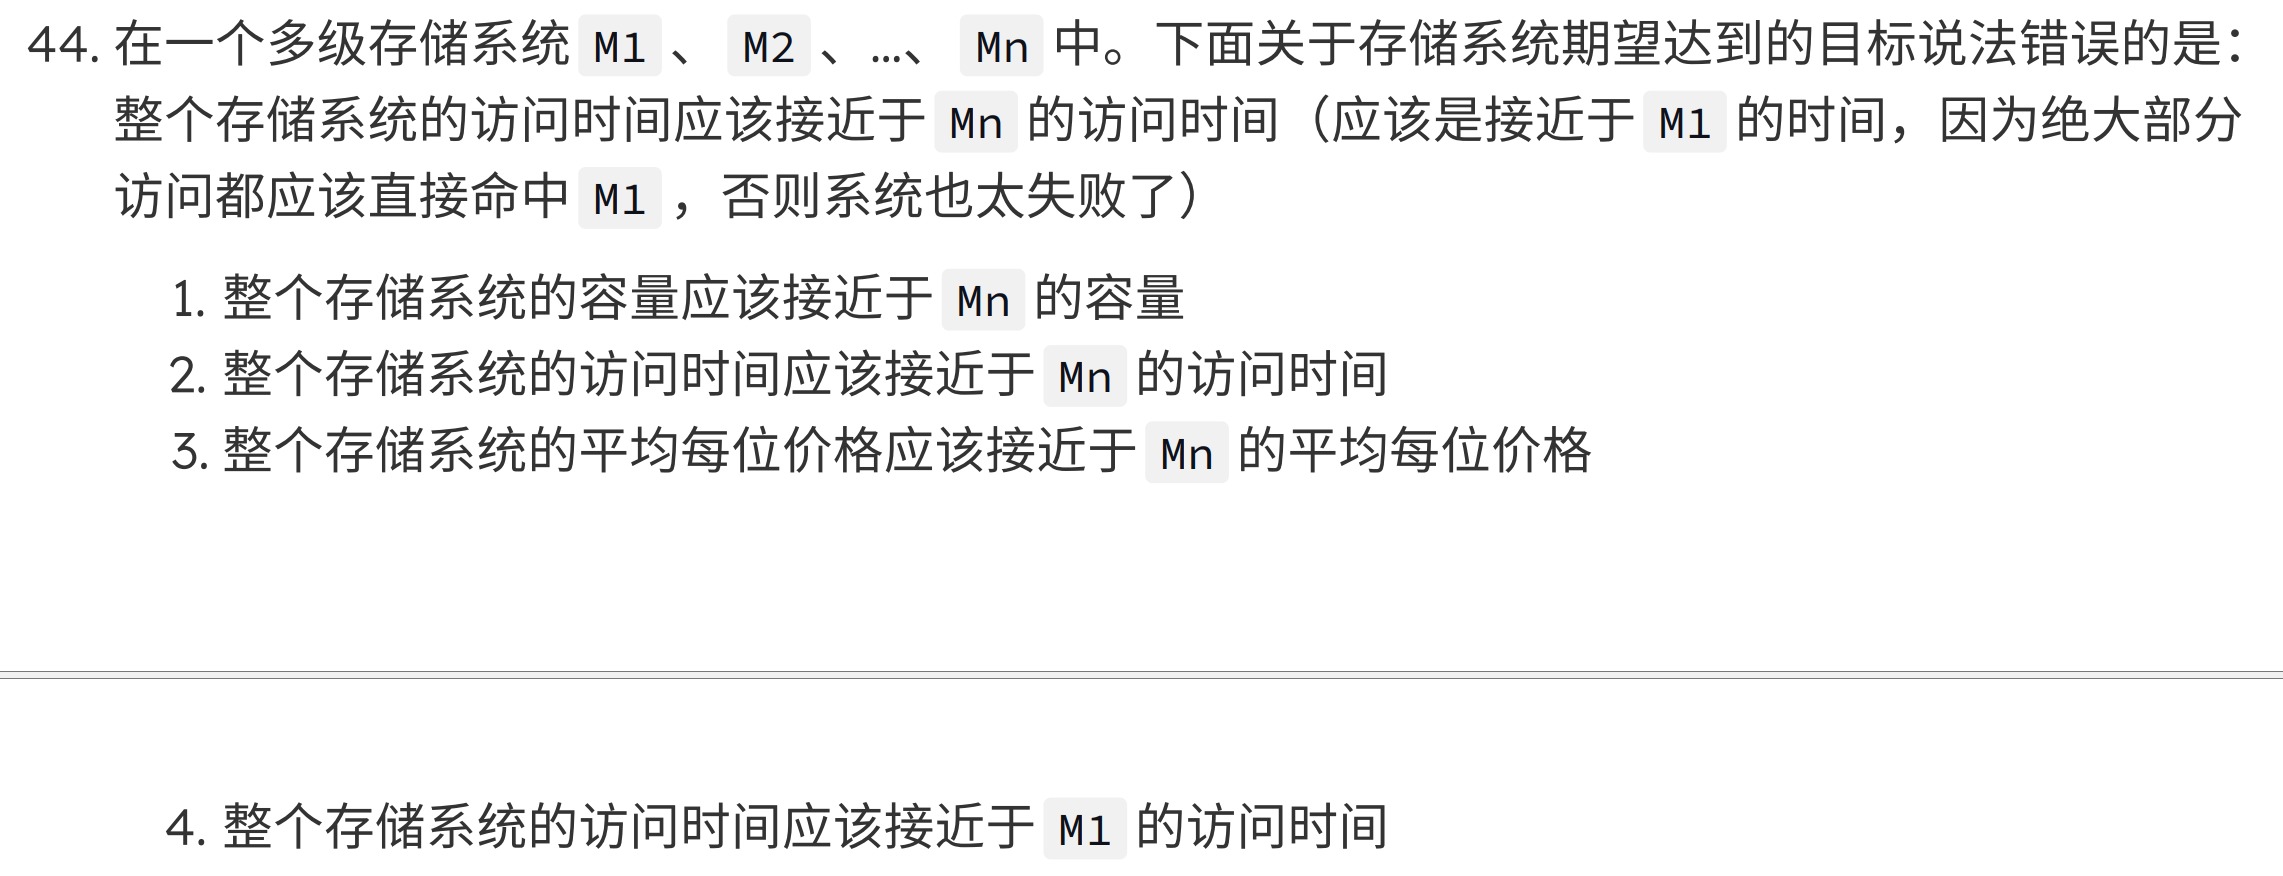 44. 在一个多级存储系统 M1 、 M2 、…、 Mn 中。下面关于存储系统期望达到的目标说法错误的是：
整个存储系统的访问时间应该接近于 Mn 的访问时间（应该是接近于 M1 的时间，因为绝大部分
访问都应该直接命中 M1 ，否则系统也太失败了）
1. 整个存储系统的容量应该接近于 Mn 的容量
2. 整个存储系统的访问时间应该接近于 Mn 的访问时间
3. 整个存储系统的平均每位价格应该接近于 Mn 的平均每位价格
4. 整个存储系统的访问时间应该接近于 M1 的访问时间